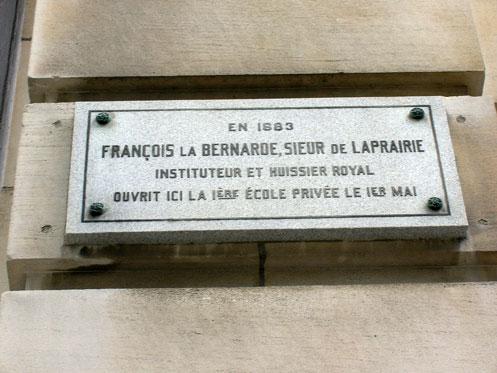 EN 1683
FRANÇOIS LA BERNARDE, SIEUR DE LAPRAIRIE
INSTITUTEUR ET HUISSIER ROYAL
OUVRIT ICI LA 1ÈRE ÉCOLE PRIVÉE LE 1ER MAI